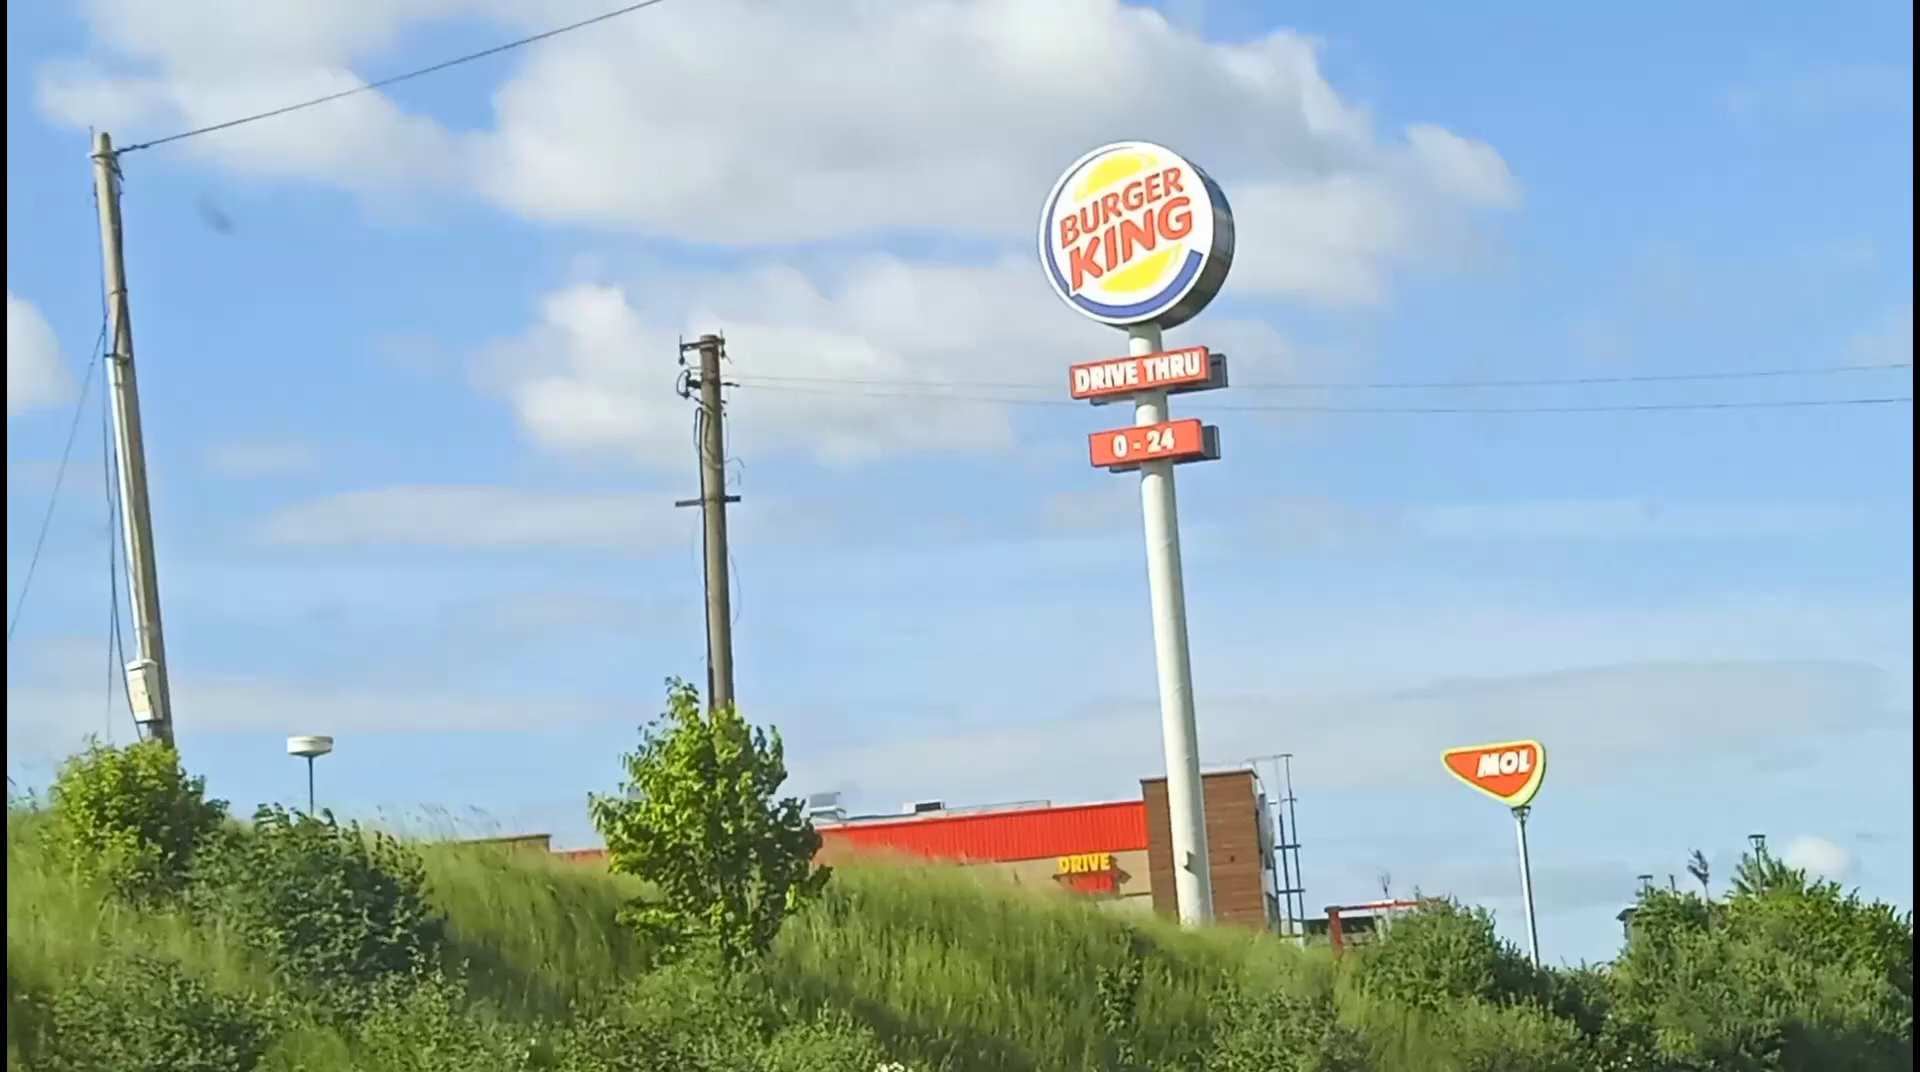 BURGER
KING
DRIVE THRU
0 - 24
MOL
DRIVE